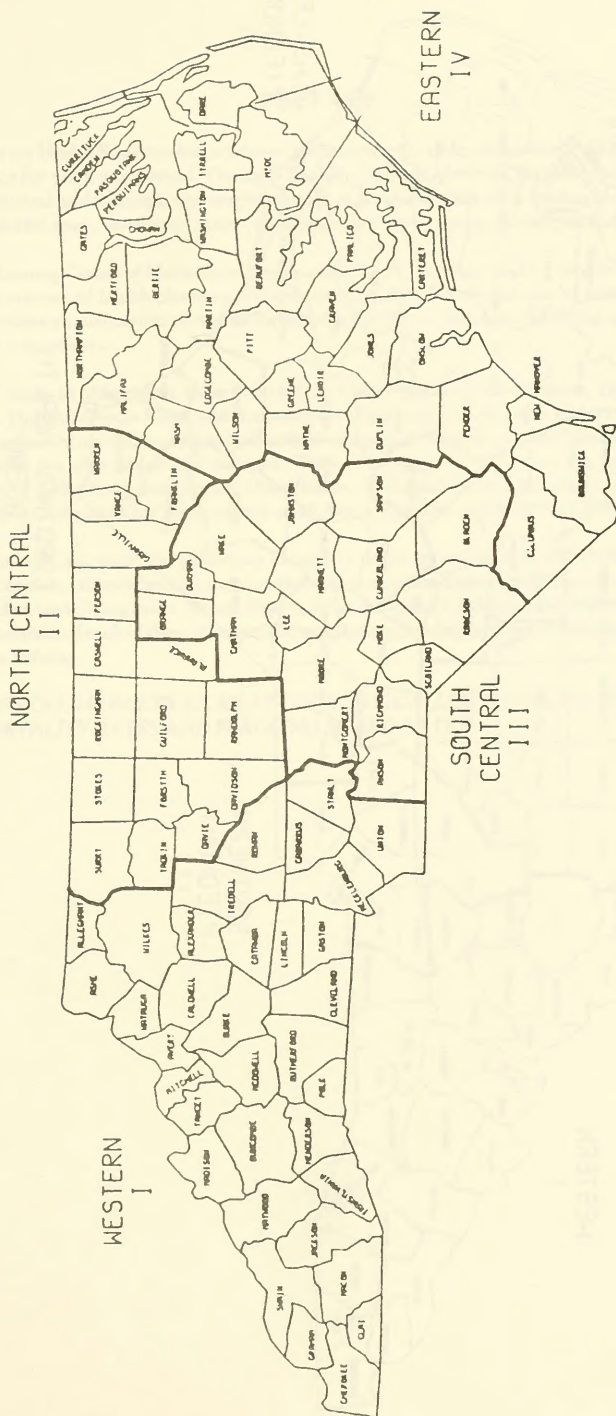 NORTH CENTRAL
II
WESTERN
I
SOUTH
CENTRAL
III
EASTERN
IV
CHEROKEE
GRAHAM
CLAY
SWAIN
MACON
JACKSON
HAYWOOD
TRANSYLVANIA
MADISON
BUNCOMBE
HENDERSON
YANCEY
MITCHELL
AVERY
MCDOWELL
RUTHERFORD
POLK
BURKE
CLEVELAND
WATAUGA
CALDWELL
ASHE
ALLEGHANY
WILKES
ALEXANDER
CATAWBA
LINCOLN
GASTON
IREDELL
MECKLENBURG
SURRY
YADKIN
DAVIE
ROWAN
CABARRUS
UNION
STOKES
FORSYTH
DAVIDSON
STANLY
ANSON
ROCKINGHAM
GUILFORD
RANDOLPH
MONTGOMERY
RICHMOND
CASWELL
ALAMANCE
CHATHAM
MOORE
SCOTLAND
PERSON
ORANGE
DURHAM
LEE
HOKE
ROBESON
GRANVILLE
VANCE
WARREN
FRANKLIN
WAKE
HARNETT
CUMBERLAND
BLADEN
COLUMBUS
JOHNSTON
SAMPSON
NORTHAMPTON
HALIFAX
NASH
EDGECOMBE
WILSON
WAYNE
GREENE
LENOIR
DUPLIN
PENDER
NEW
HANOVER
BRUNSWICK
GATES
HERTFORD
BERTIE
MARTIN
PITT
BEAUFORT
CRAVEN
PAMLICO
JONES
ONSLOW
CARTERET
CURRITUCK
CAMDEN
PASQUOTANK
PERQUIMANS
WASHINGTON
TYRRELL
DARE
HYDE